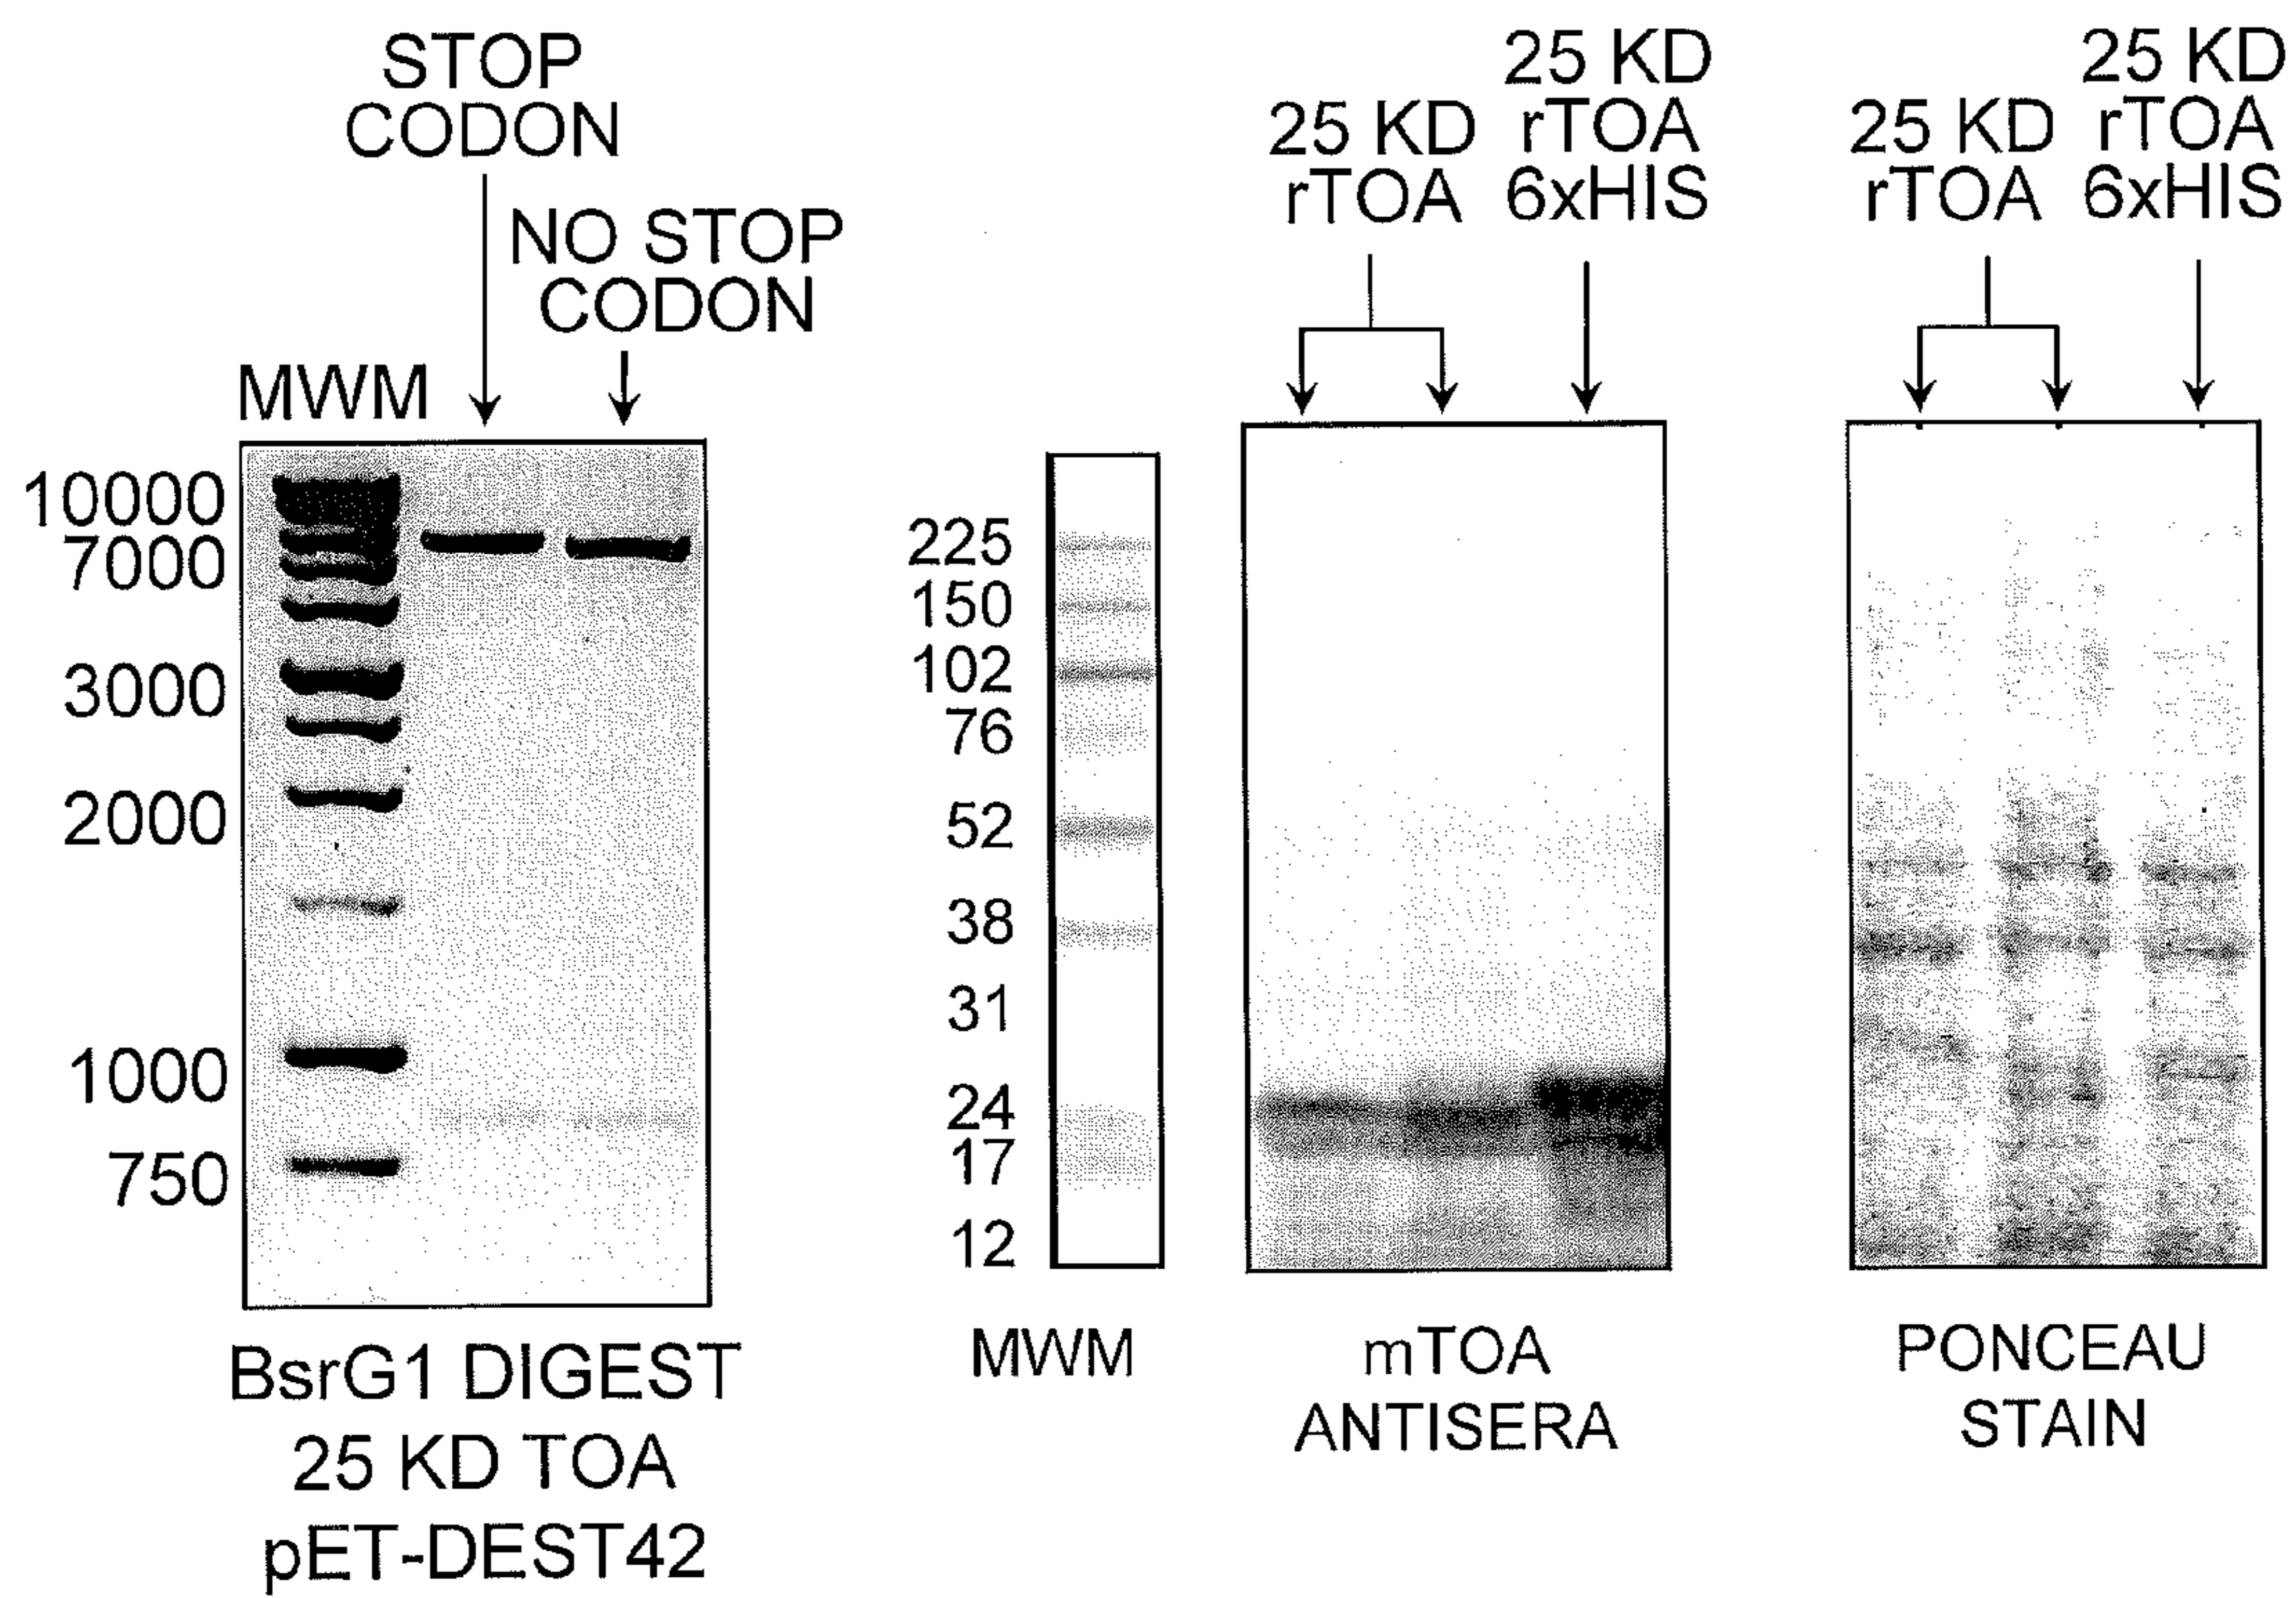 STOP
CODON
NO STOP
CODON
MWM
10000
7000
3000
2000
1000
750
BsrG1 DIGEST
25 KD TOA
pET-DEST42
225
150
102
76
52
38
31
24
17
12
MWM
25 KD
rTOA
25 KD
rTOA
6xHIS
mTOA
ANTISERA
25 KD
rTOA
25 KD
rTOA
6xHIS
PONCEAU
STAIN